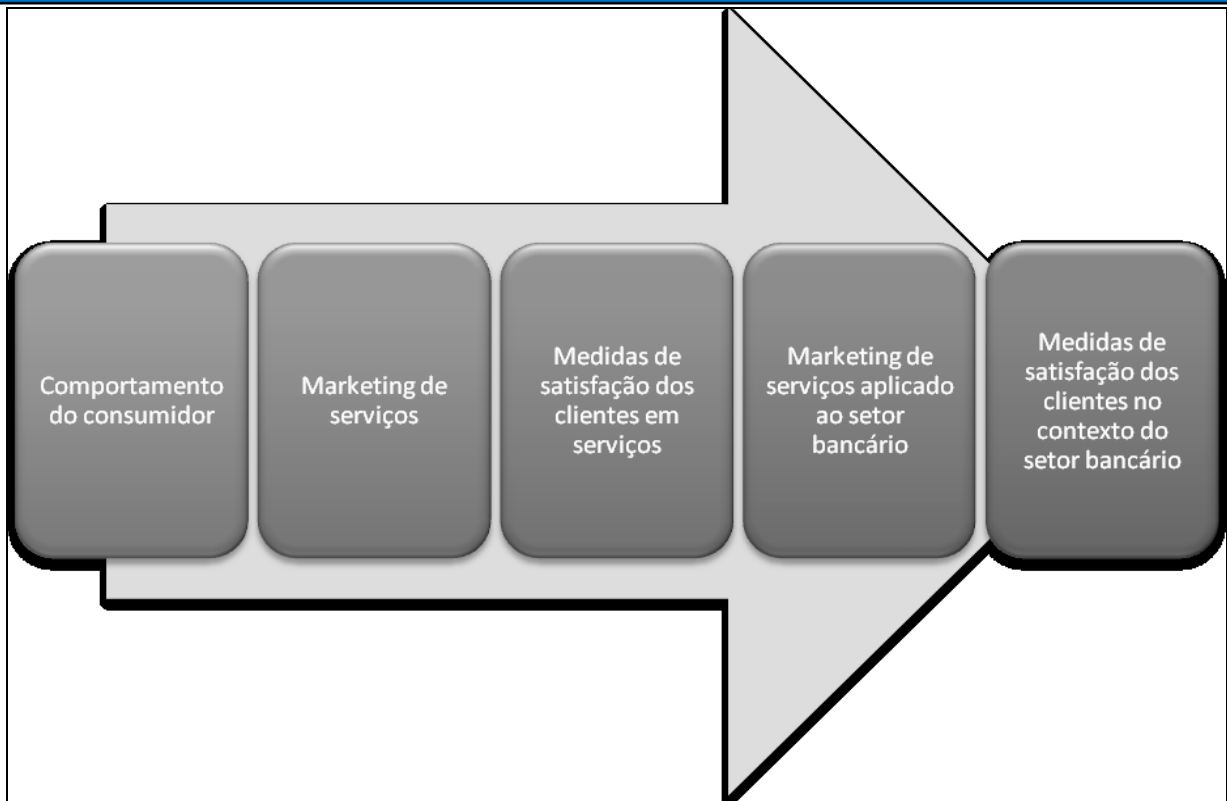 Comportamento
do consumidor
Marketing de
serviços
Medidas de
satisfação dos
clientes em
serviços
Marketing de
serviços aplicado
ao setor
bancário
Medidas de
satisfação dos
clientes no
contexto do
setor bancário